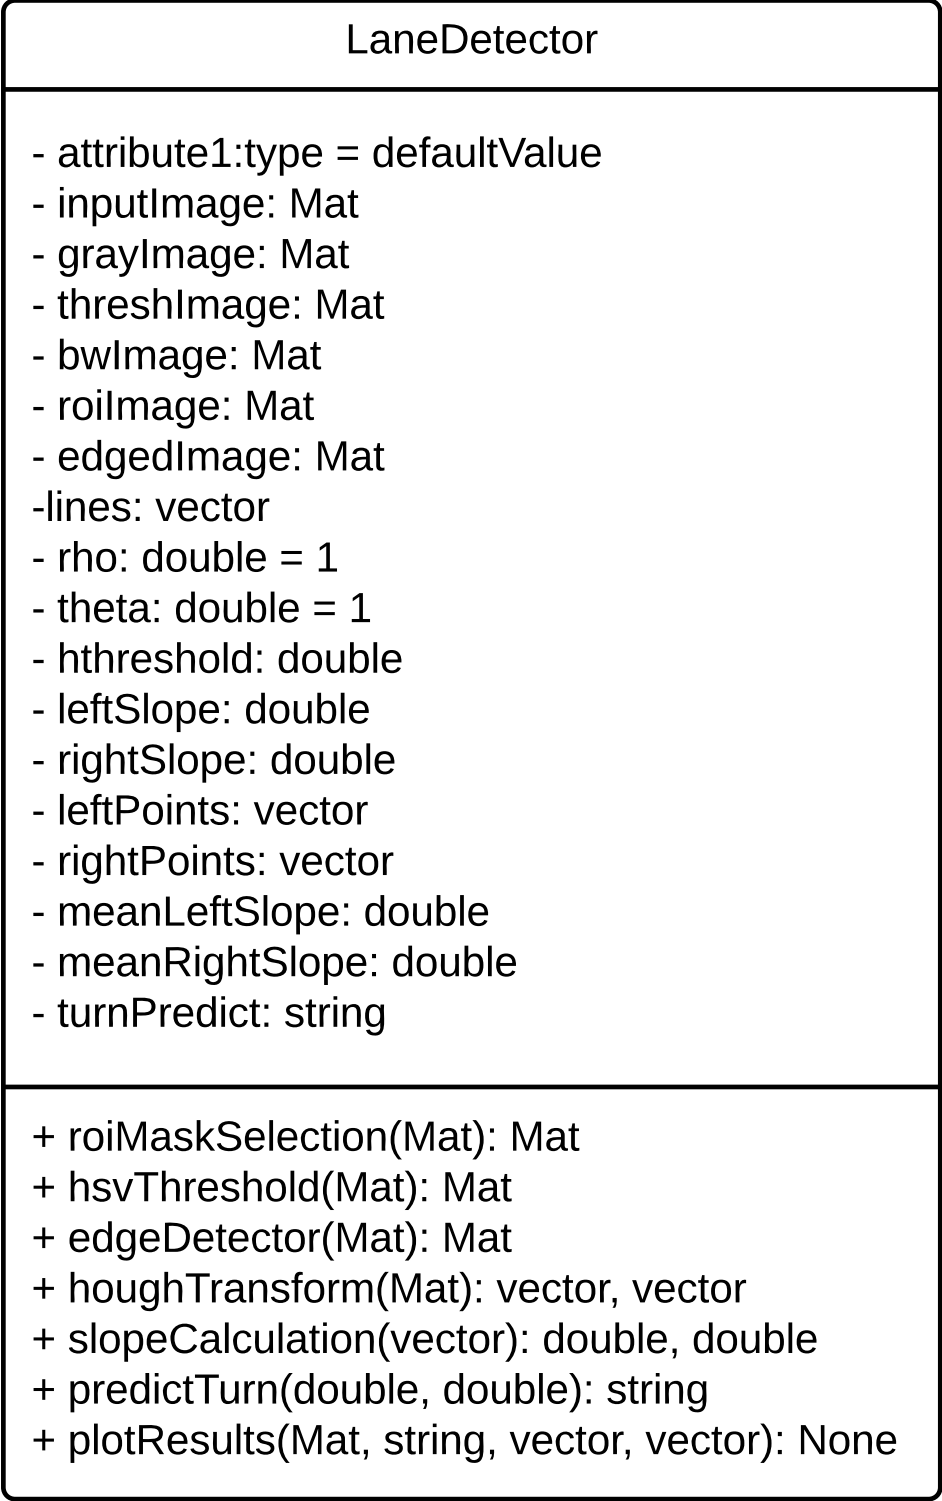 LaneDetector
- attribute1:type = defaultValue
- inputImage: Mat
- grayImage: Mat
- threshImage: Mat
- bwImage: Mat
- roiImage: Mat
- edgedImage: Mat
-lines: vector
- rho: double = 1
- theta: double = 1
- hthreshold: double
- leftSlope: double
- rightSlope: double
- leftPoints: vector
- rightPoints: vector
- meanLeftSlope: double
- meanRightSlope: double
- turnPredict: string
+ roiMaskSelection(Mat): Mat
+ hsvThreshold(Mat): Mat
+ edgeDetector(Mat): Mat
+ houghTransform(Mat): vector, vector
+ slopeCalculation(vector): double, double
+ predictTurn(double, double): string
+ plotResults(Mat, string, vector, vector): None